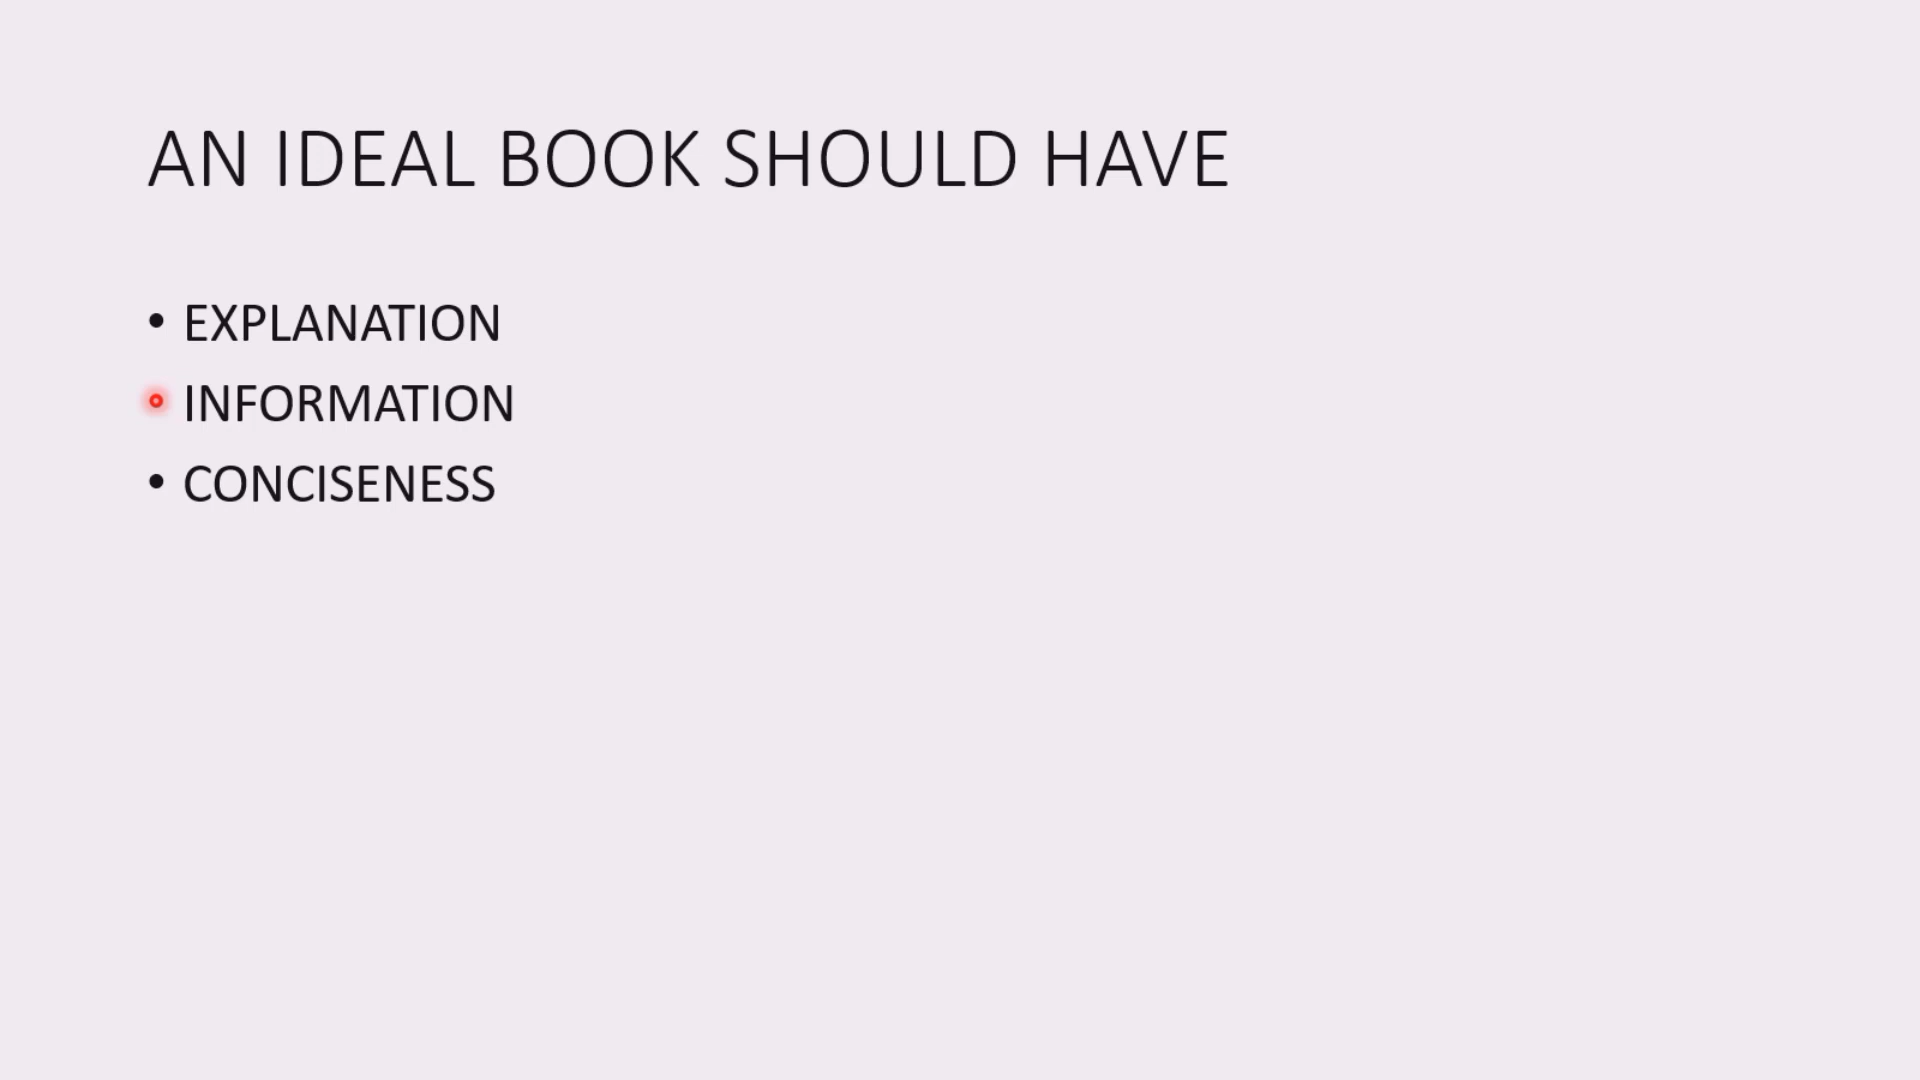 AN IDEAL BOOK SHOULD HAVE
• EXPLANATION
• INFORMATION
• CONCISENESS